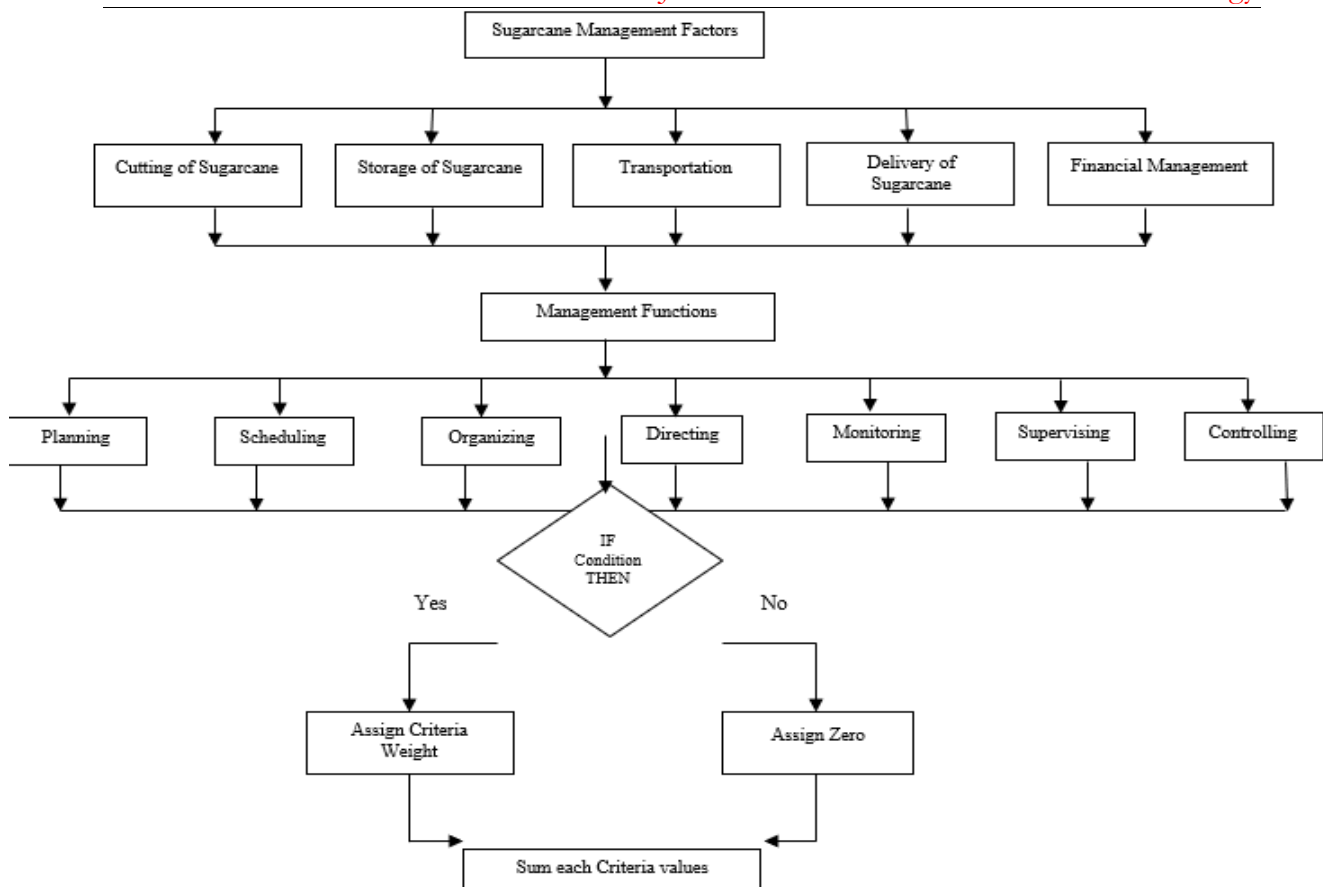 Sugarcane Management Factors
Cutting of Sugarcane
Storage of Sugarcane
Transportation
Delivery of
Sugarcane
Financial Management
Management Functions
Planning
Scheduling
Organizing
Directing
Monitoring
Supervising
Controlling
IF
Condition
THEN
Yes
No
Assign Criteria
Weight
Assign Zero
Sum each Criteria values